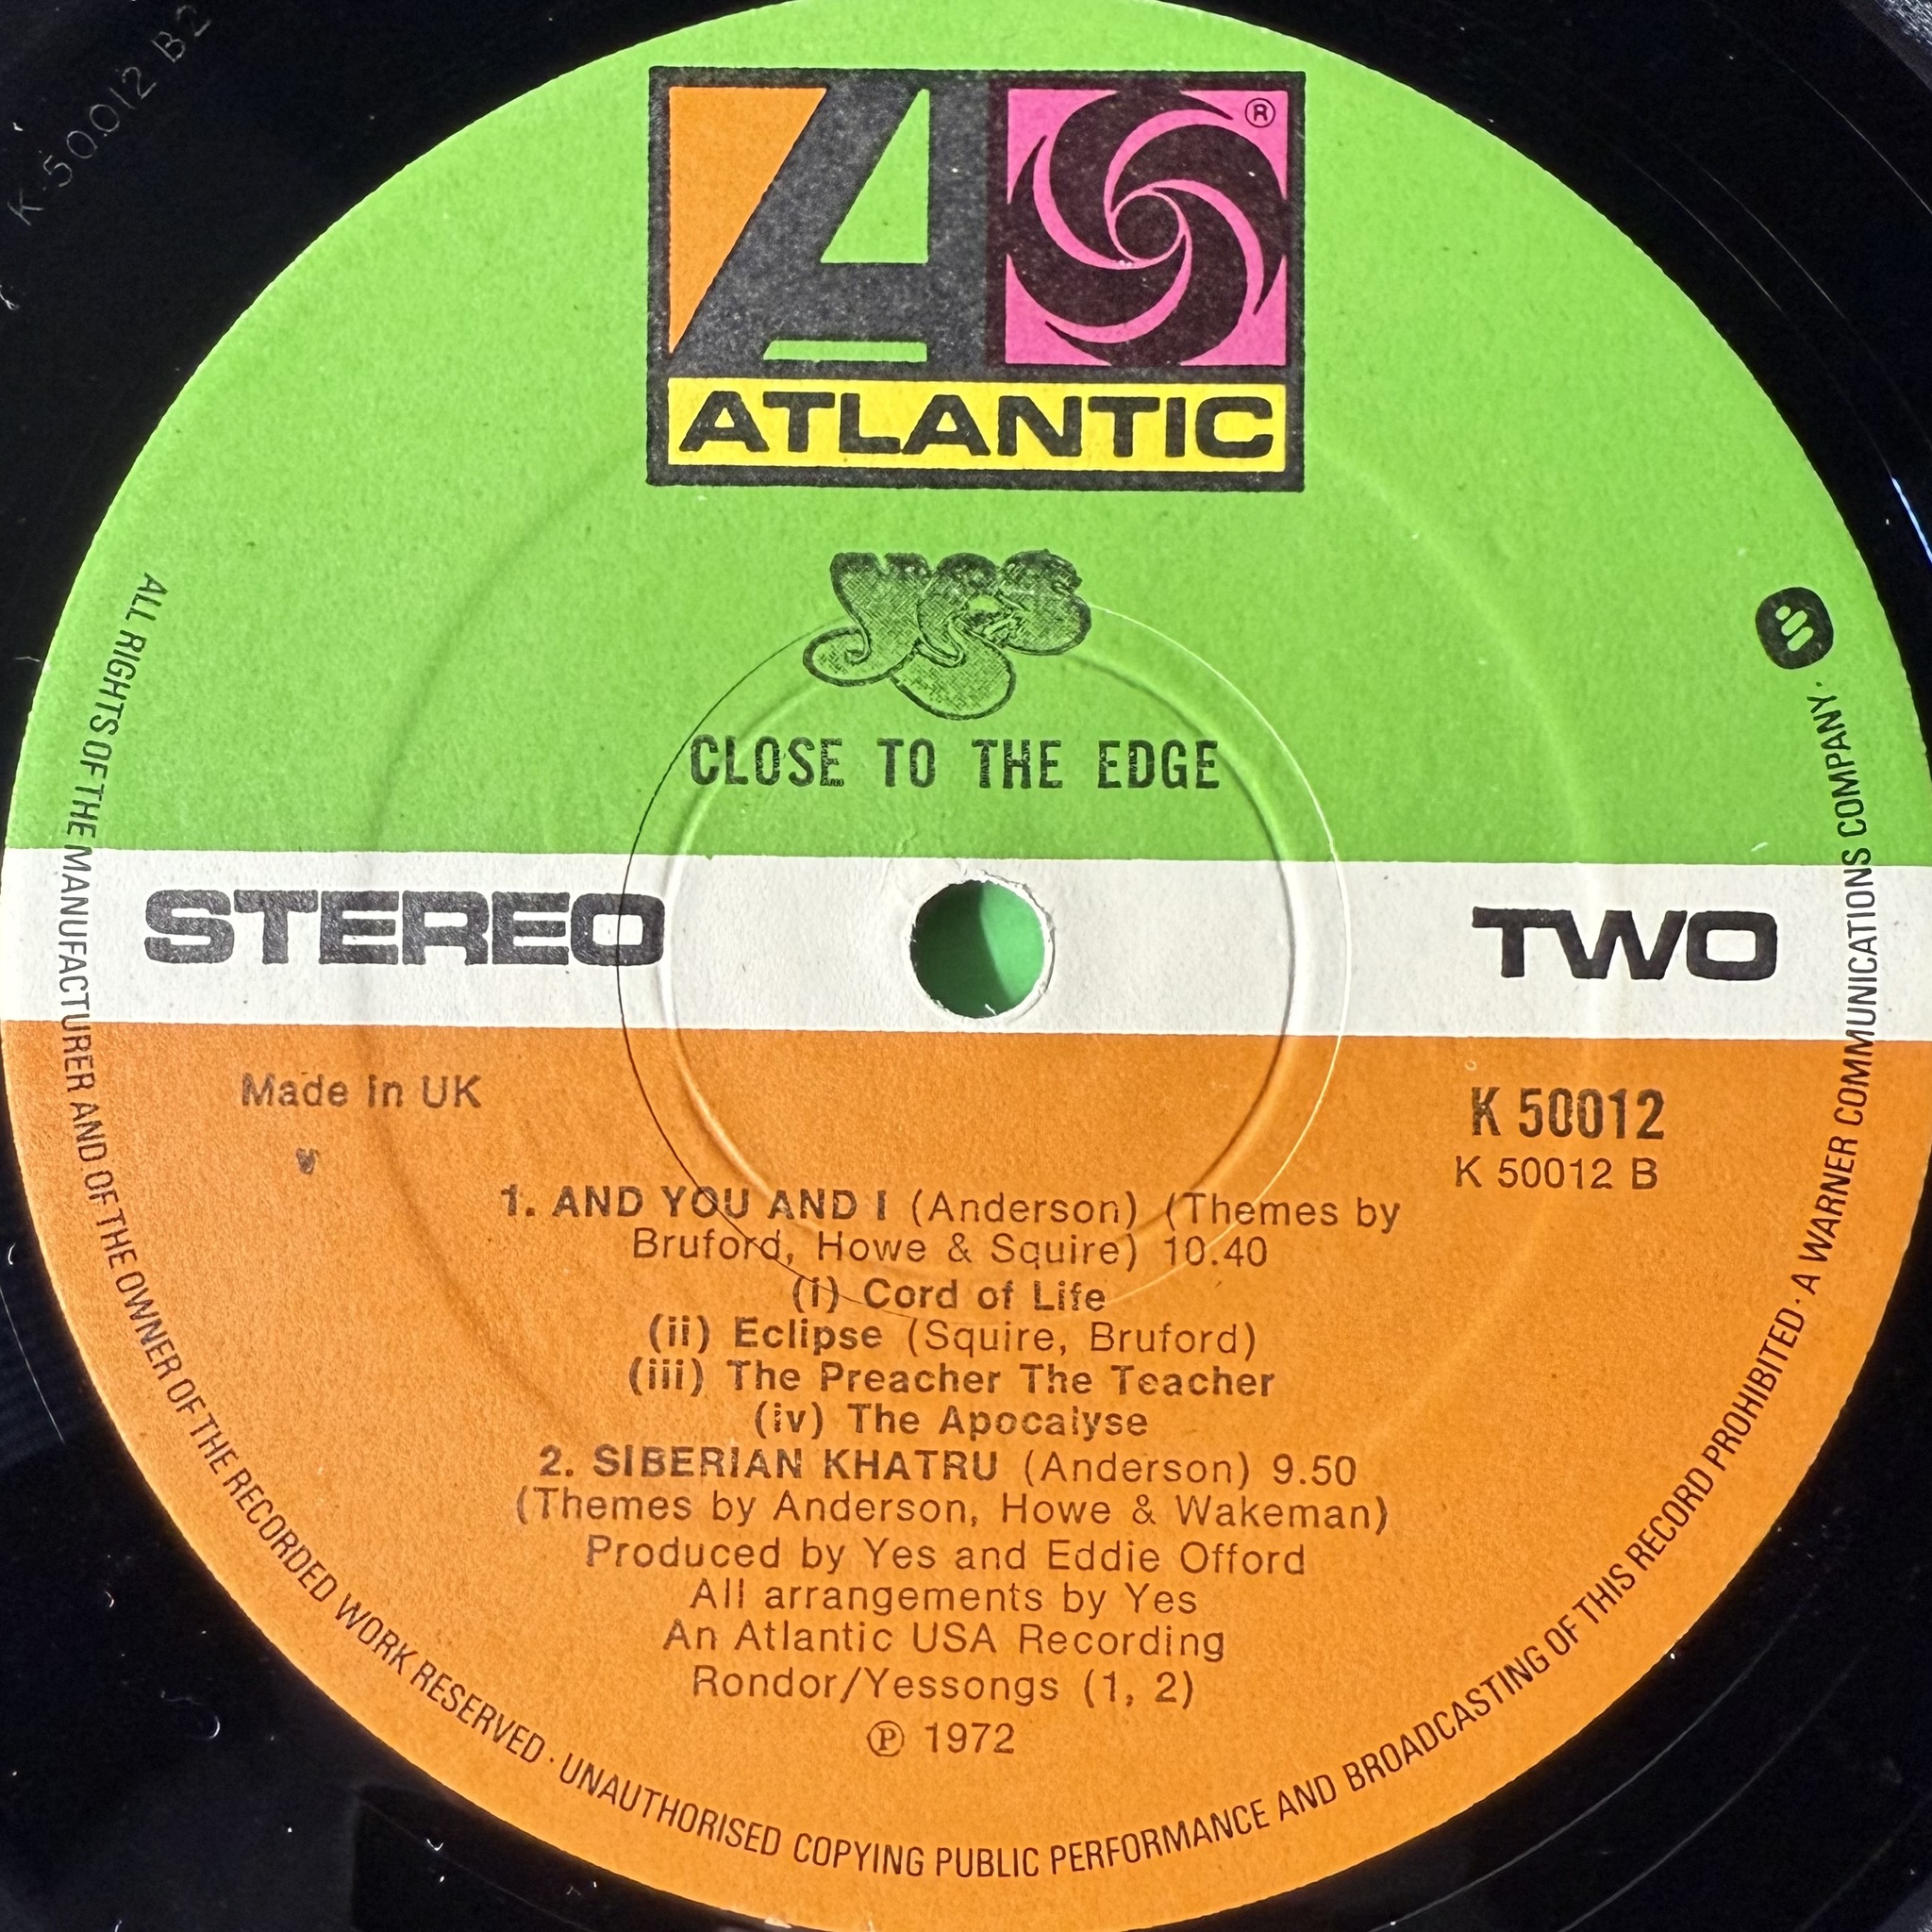 K 50012 B2
A
®
ATLANTIC
yes
CLOSE TO THE EDGE
STEREO
TWO
Made in UK
K 50012
K 50012 B
1. AND YOU AND I (Anderson) (Themes by
Bruford, Howe & Squire) 10.40
(i) Cord of Life
(ii) Eclipse (Squire, Bruford)
(iii) The Preacher The Teacher
(iv) The Apocalyse
2. SIBERIAN KHATRU (Anderson) 9.50
(Themes by Anderson, Howe & Wakeman)
Produced by Yes and Eddie Offord
All arrangements by Yes
An Atlantic USA Recording
Rondor/Yessongs (1, 2)
℗ 1972
ALL RIGHTS OF THE MANUFACTURER AND OF THE OWNER OF THE RECORDED WORK RESERVED · UNAUTHORISED COPYING PUBLIC PERFORMANCE AND BROADCASTING OF THIS RECORD PROHIBITED · A WARNER COMMUNICATIONS COMPANY ·